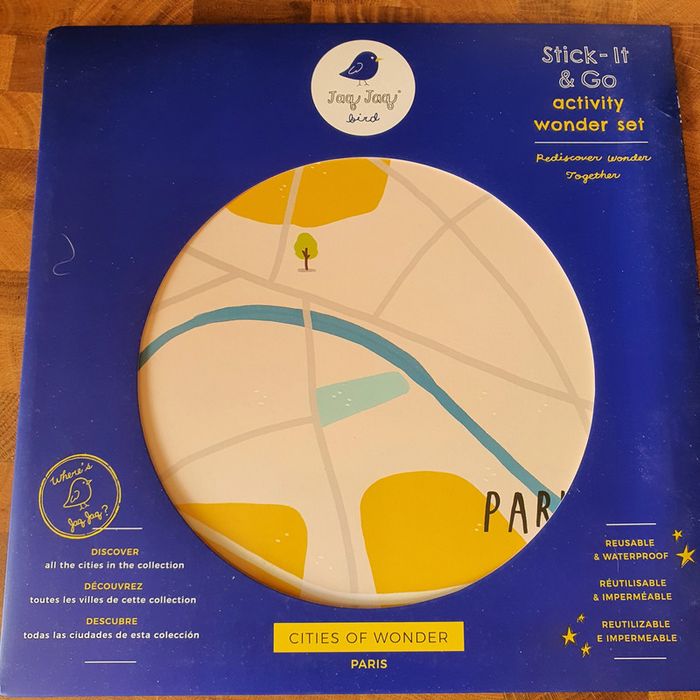 Jaq Jaq
bird
Stick-It
& Go
activity
wonder set
Rediscover Wonder
Together
PARI
Where's
Jaq Jaq?
DISCOVER
all the cities in the collection
DÉCOUVREZ
toutes les villes de cette collection
DESCUBRE
todas las ciudades de esta colección
CITIES OF WONDER
PARIS
REUSABLE
& WATERPROOF
RÉUTILISABLE
& IMPERMÉABLE
REUTILIZABLE
E IMPERMEABLE